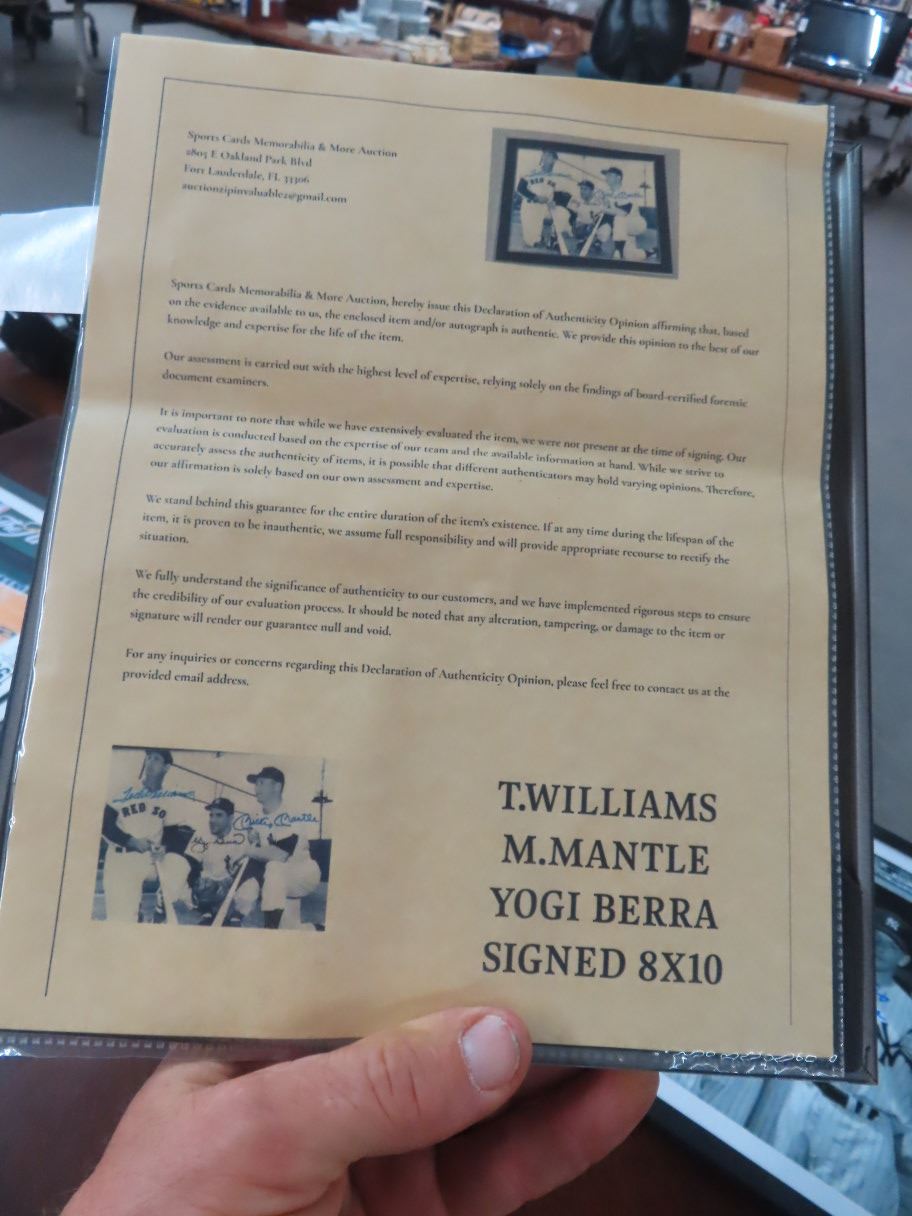 Sports Cards Memorabilia & More Auction
2805 E Oakland Park Blvd
Fort Lauderdale, FL 33306
auctionzipinvaluable2@gmail.com
RED SO
Sports Cards Memorabilia & More Auction, hereby issue this Declaration of Authenticity Opinion affirming that, based
on the evidence available to us, the enclosed item and/or autograph is authentic. We provide this opinion to the best of our
knowledge and expertise for the life of the item.
Our assessment is carried out with the highest level of expertise, relying solely on the findings of board-certified forensic
document examiners.
It is important to note that while we have extensively evaluated the item, we were not present at the time of signing. Our
evaluation is conducted based on the expertise of our team and the available information at hand. While we strive to
accurately assess the authenticity of items, it is possible that different authenticators may hold varying opinions. Therefore,
our affirmation is solely based on our own assessment and expertise.
We stand behind this guarantee for the entire duration of the item's existence. If at any time during the lifespan of the
item, it is proven to be inauthentic, we assume full responsibility and will provide appropriate recourse to rectify the
situation.
We fully understand the significance of authenticity to our customers, and we have implemented rigorous steps to ensure
the credibility of our evaluation process. It should be noted that any alteration, tampering, or damage to the item or
signature will render our guarantee null and void.
For any inquiries or concerns regarding this Declaration of Authenticity Opinion, please feel free to contact us at the
provided email address.
Ted Williams
RED SO
Mickey Mantle
Yogi Berra
T.WILLIAMS
M.MANTLE
YOGI BERRA
SIGNED 8X10